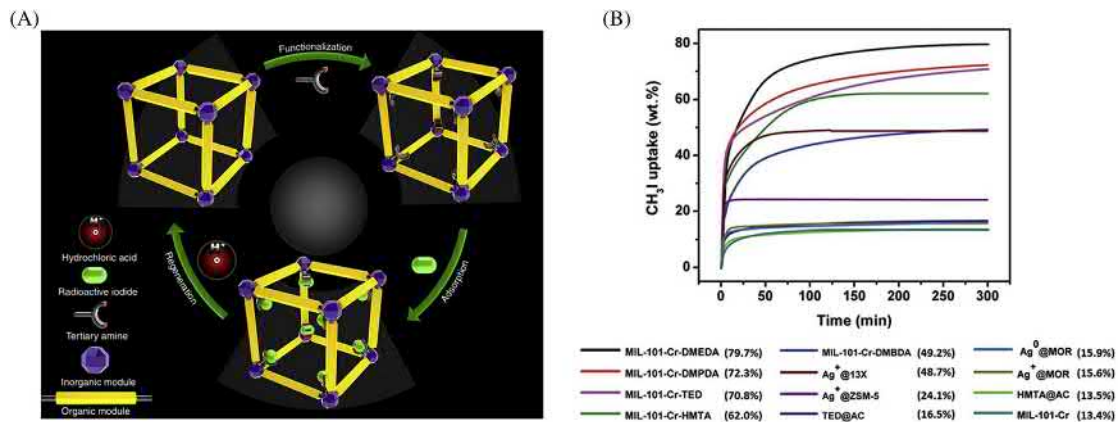 (A)
Functionalization
Adsorption
Regeneration
Hydrochloric acid
Radioactive iodide
Tertiary amine
Inorganic module
Organic module
(B)
CH₃I uptake (wt.%)
80
60
40
20
0
0 50 100 150 200 250 300
Time (min)
MIL-101-Cr-DMEDA (79.7%)
MIL-101-Cr-DMPDA (72.3%)
MIL-101-Cr-TED (70.8%)
MIL-101-Cr-HMTA (62.0%)
MIL-101-Cr-DMBDA (49.2%)
Ag⁺@13X (48.7%)
Ag⁺@ZSM-5 (24.1%)
TED@AC (16.5%)
Ag⁰@MOR (15.9%)
Ag⁺@MOR (15.6%)
HMTA@AC (13.5%)
MIL-101-Cr (13.4%)